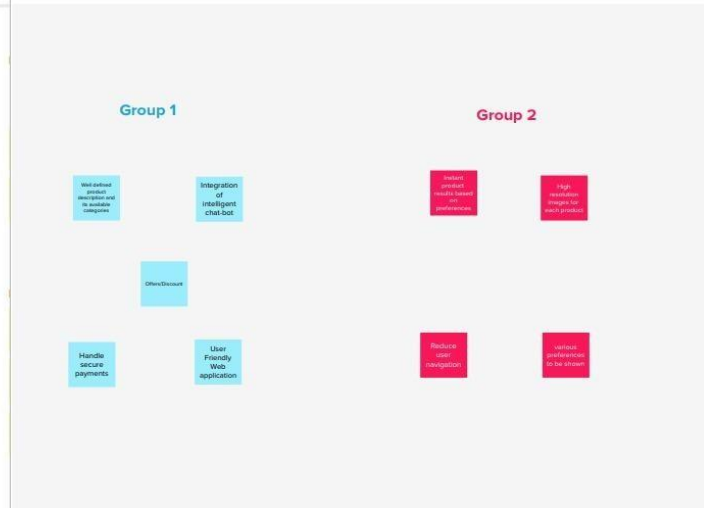 Group 1
Group 2
Well defined
product
description and
its available
categories
Integration
of
intelligent
chat-bot
Offers/Discount
Handle
secure
payments
User
Friendly
Web
application
Instant
product
results based
on
preferences
High
resolution
images for
each product
Reduce
user
navigation
various
preferences
to be shown